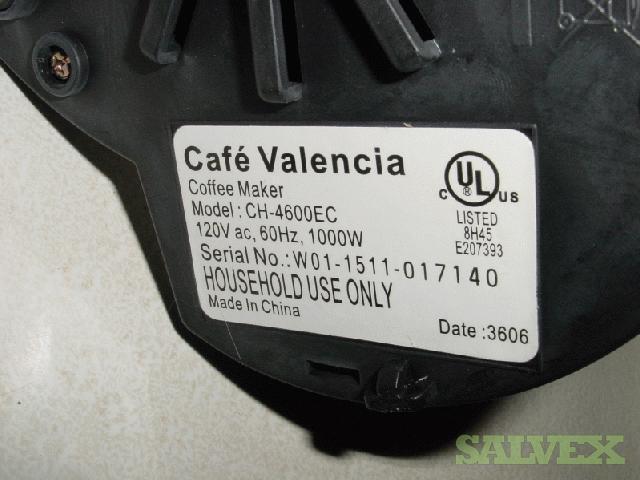 Café Valencia
Coffee Maker
Model : CH-4600EC
120V ac, 60Hz, 1000W
Serial No.:W01-1511-017140
HOUSEHOLD USE ONLY
Made In China
C UL ® US
LISTED
8H45
E207393
Date :3606
SALVEX